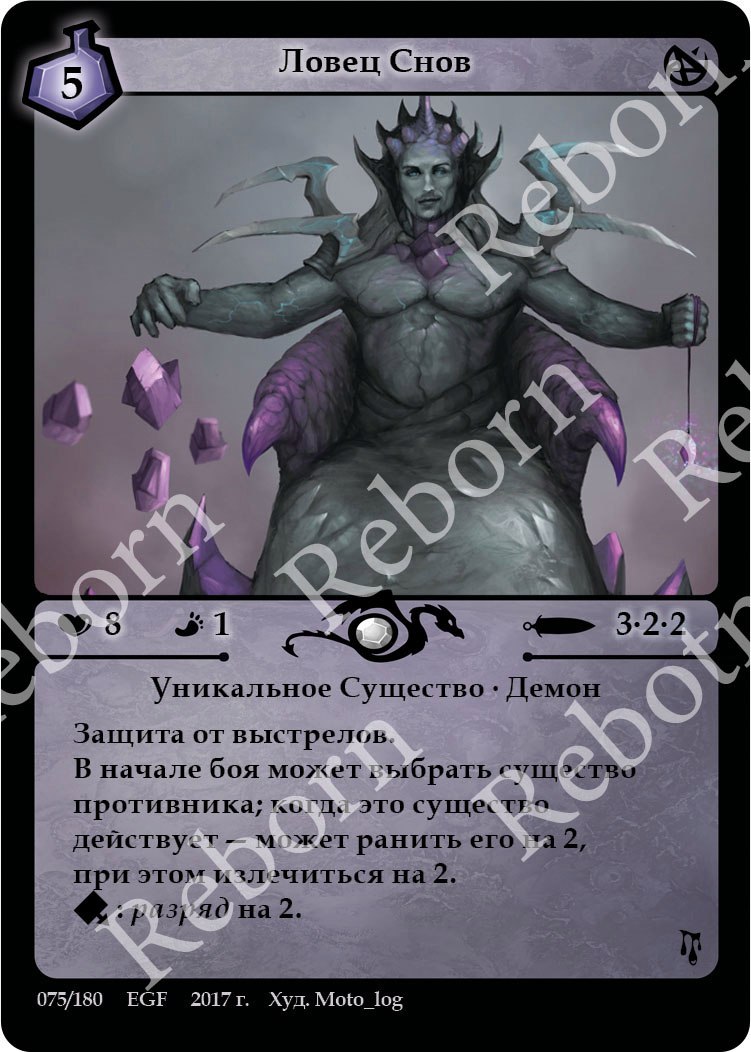 5
Ловец Снов
Reborn
Reborn
Reborn
Reborn
8
1
3·2·2
Уникальное Существо · Демон
Защита от выстрелов.
В начале боя может выбрать существо
противника; когда это существо
действует — может ранить его на 2,
при этом излечиться на 2.
: разряд на 2.
Reborn
Reborn
075/180 EGF 2017 г. Худ. Moto_log